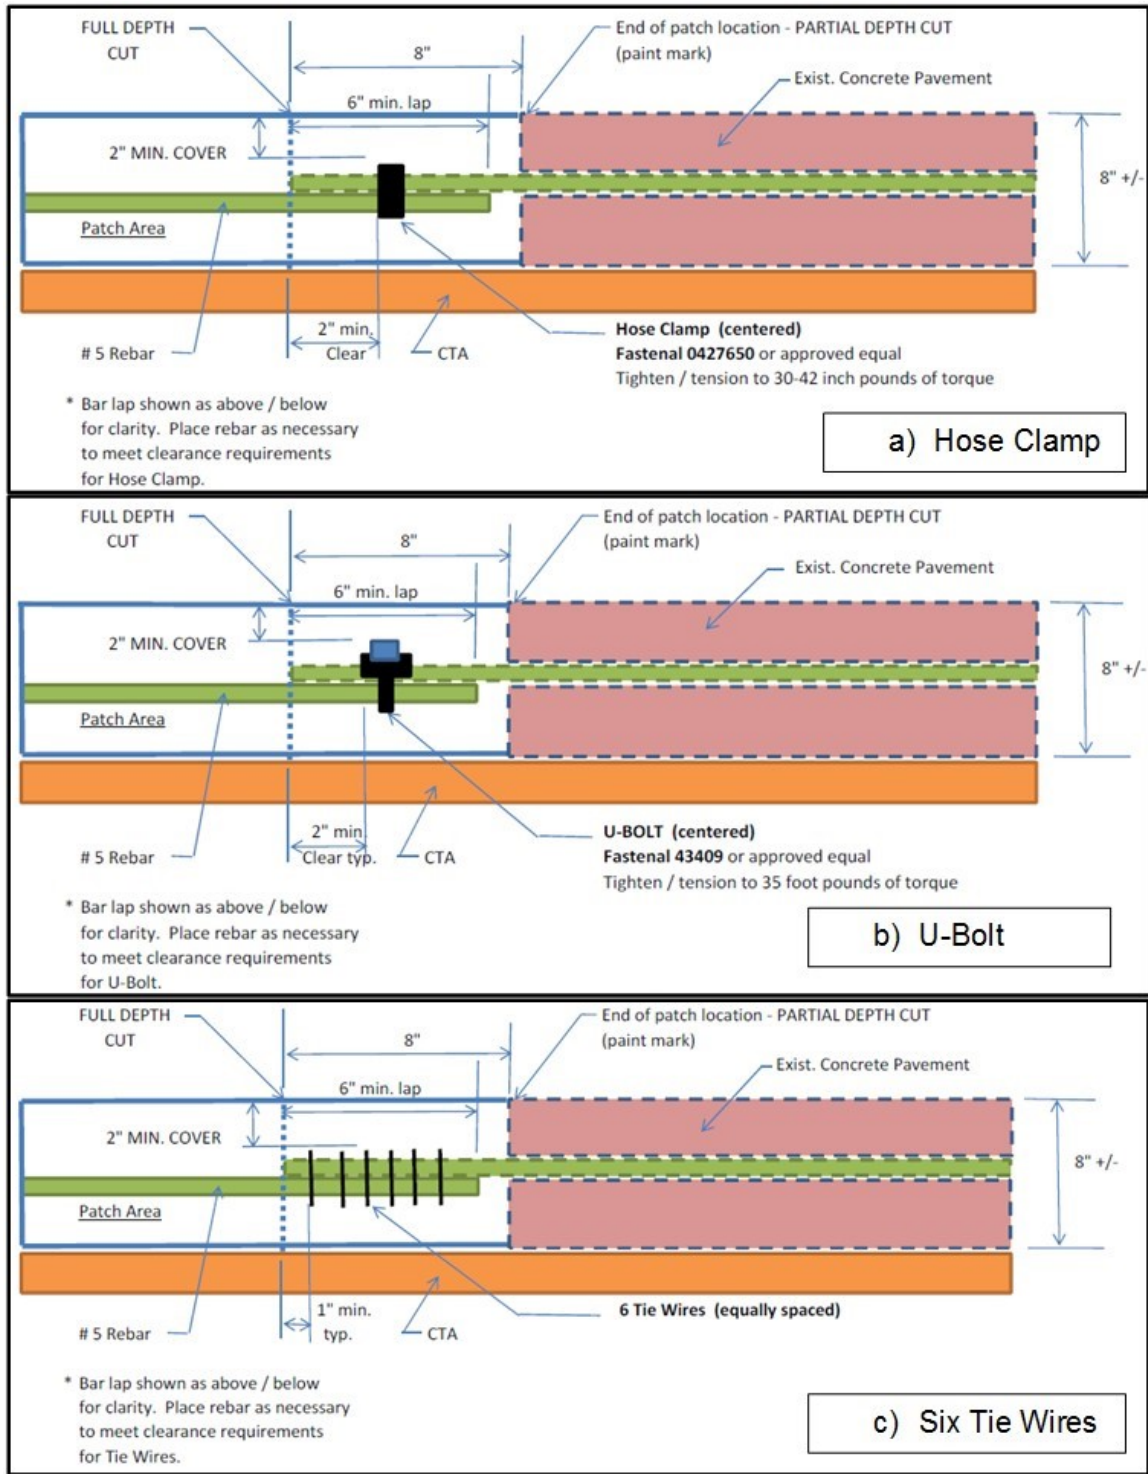 FULL DEPTH
CUT
8"
End of patch location - PARTIAL DEPTH CUT
(paint mark)
Exist. Concrete Pavement
6" min. lap
2" MIN. COVER
8" +/-
Patch Area
# 5 Rebar
2" min.
Clear
CTA
Hose Clamp (centered)
Fastenal 0427650 or approved equal
Tighten / tension to 30-42 inch pounds of torque
* Bar lap shown as above / below
for clarity. Place rebar as necessary
to meet clearance requirements
for Hose Clamp.
a) Hose Clamp
FULL DEPTH
CUT
8"
End of patch location - PARTIAL DEPTH CUT
(paint mark)
Exist. Concrete Pavement
6" min. lap
2" MIN. COVER
8" +/-
Patch Area
# 5 Rebar
2" min.
Clear typ.
CTA
U-BOLT (centered)
Fastenal 43409 or approved equal
Tighten / tension to 35 foot pounds of torque
* Bar lap shown as above / below
for clarity. Place rebar as necessary
to meet clearance requirements
for U-Bolt.
b) U-Bolt
FULL DEPTH
CUT
8"
End of patch location - PARTIAL DEPTH CUT
(paint mark)
Exist. Concrete Pavement
6" min. lap
2" MIN. COVER
8" +/-
Patch Area
# 5 Rebar
1" min.
typ.
CTA
6 Tie Wires (equally spaced)
* Bar lap shown as above / below
for clarity. Place rebar as necessary
to meet clearance requirements
for Tie Wires.
c) Six Tie Wires